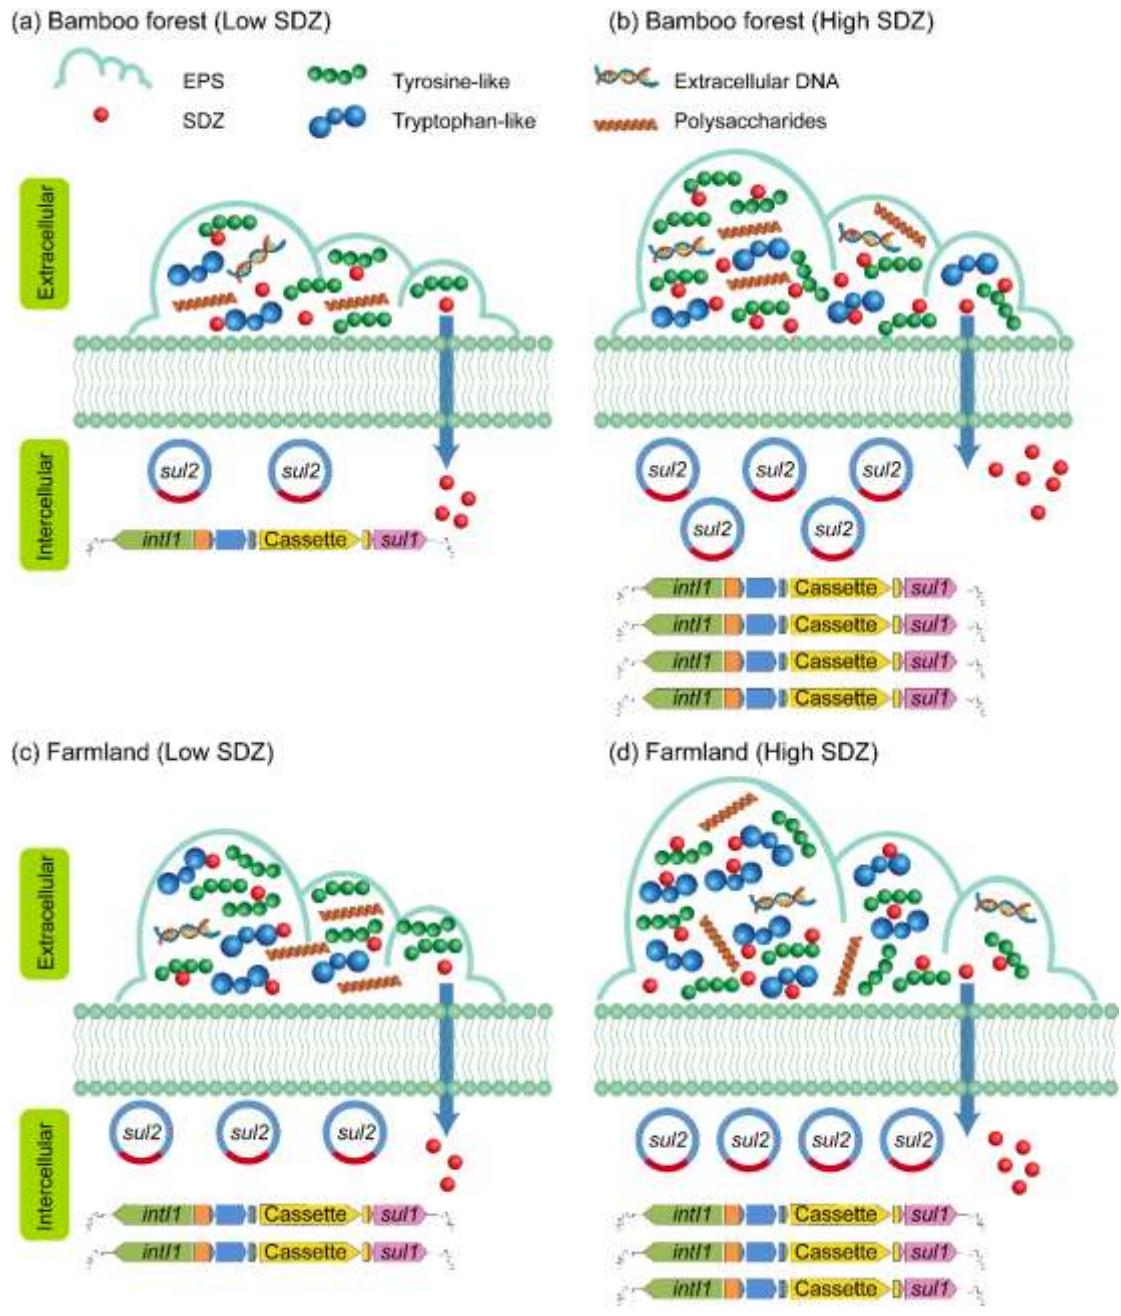 (a) Bamboo forest (Low SDZ)
(b) Bamboo forest (High SDZ)
EPS
Tyrosine-like
Extracellular DNA
SDZ
Tryptophan-like
Polysaccharides
Extracellular
Intercellular
sul2
sul2
intI1 Cassette sul1
sul2
sul2
sul2
sul2
sul2
intI1 Cassette sul1
intI1 Cassette sul1
intI1 Cassette sul1
intI1 Cassette sul1
(c) Farmland (Low SDZ)
(d) Farmland (High SDZ)
Extracellular
Intercellular
sul2
sul2
sul2
intI1 Cassette sul1
intI1 Cassette sul1
sul2
sul2
sul2
sul2
intI1 Cassette sul1
intI1 Cassette sul1
intI1 Cassette sul1